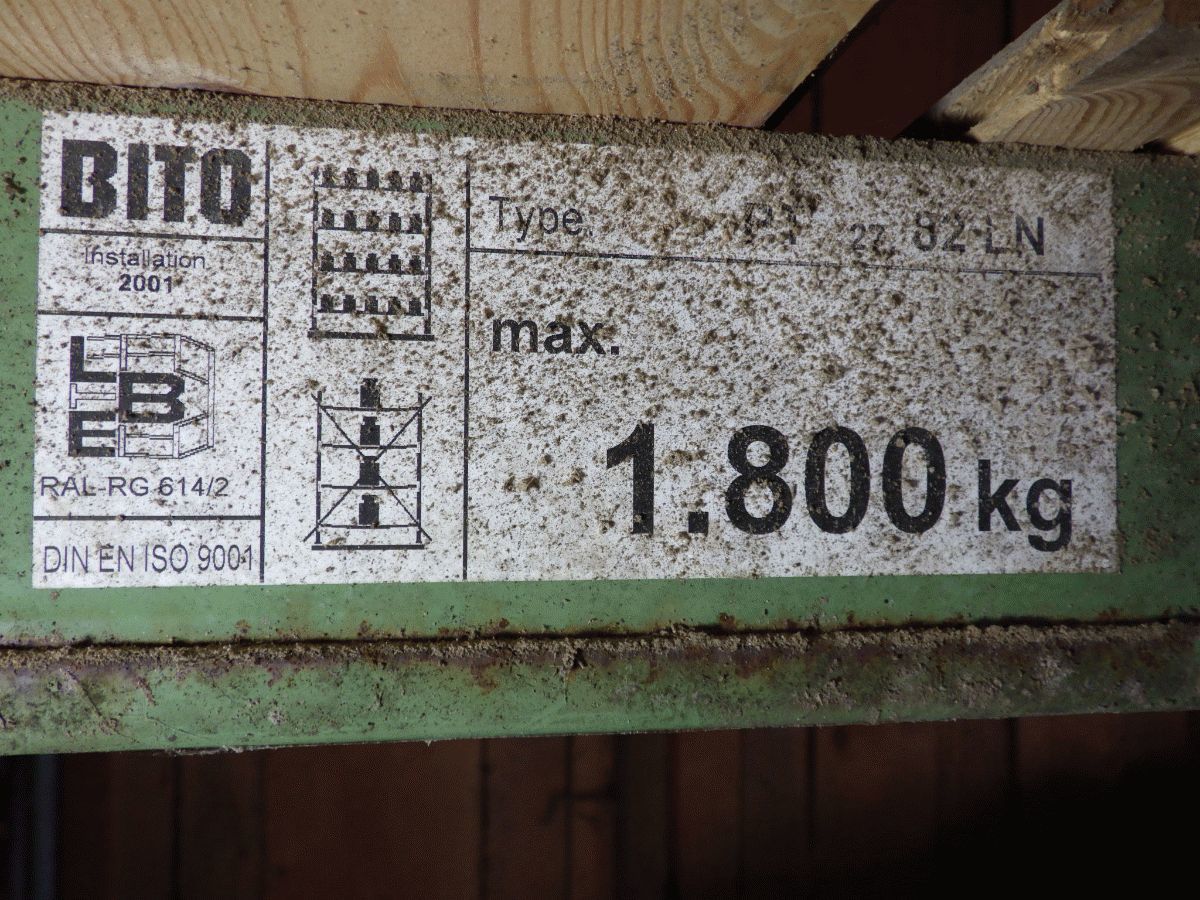 BITO
Installation
2001
LBE
RAL-RG 614/2
DIN EN ISO 9001
Type. 27 82 LN
max.
1.800 kg